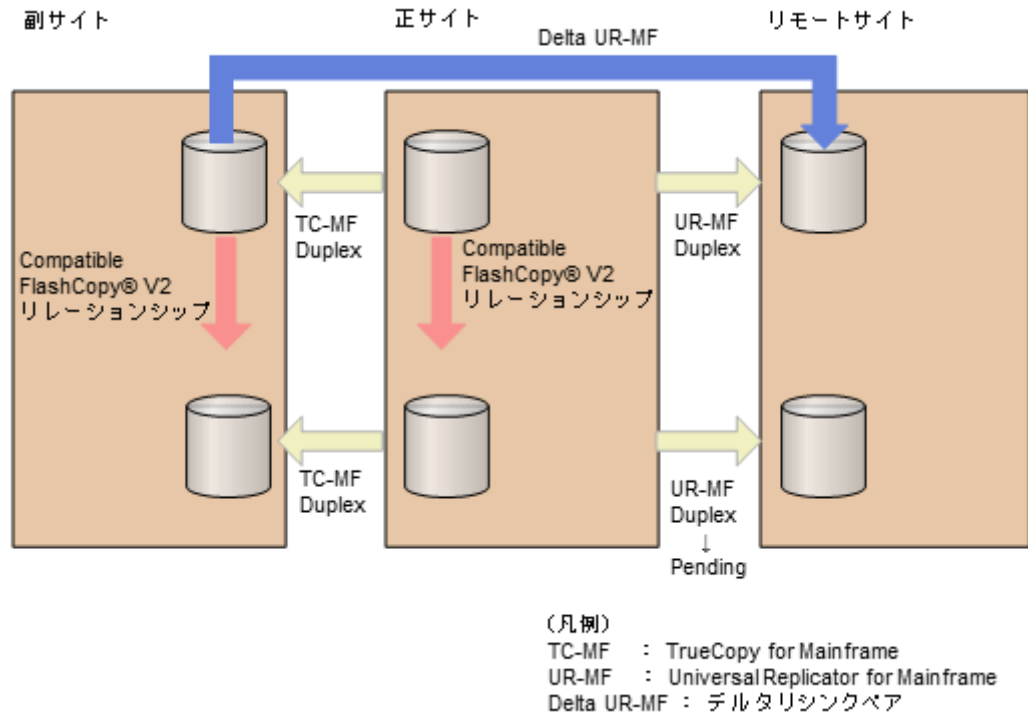 副サイト
正サイト
リモートサイト
Delta UR-MF
TC-MF
Duplex
UR-MF
Duplex
Compatible
FlashCopy® V2
リレーションシップ
Compatible
FlashCopy® V2
リレーションシップ
TC-MF
Duplex
UR-MF
Duplex
↓
Pending
(凡例)
TC-MF : TrueCopy for Mainframe
UR-MF : Universal Replicator for Mainframe
Delta UR-MF : デルタリシンクペア